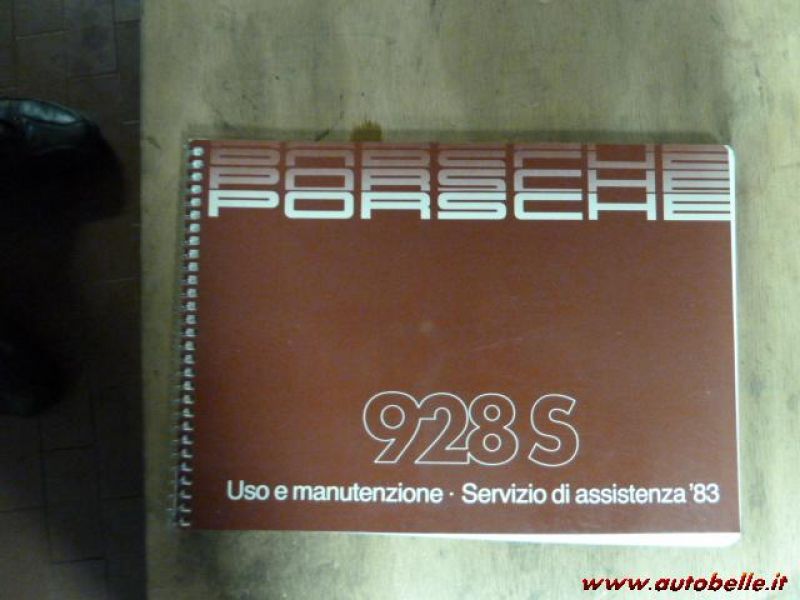 PORSCHE
PORSCHE
PORSCHE
928 S
Uso e manutenzione · Servizio di assistenza '83
www.autobelle.it